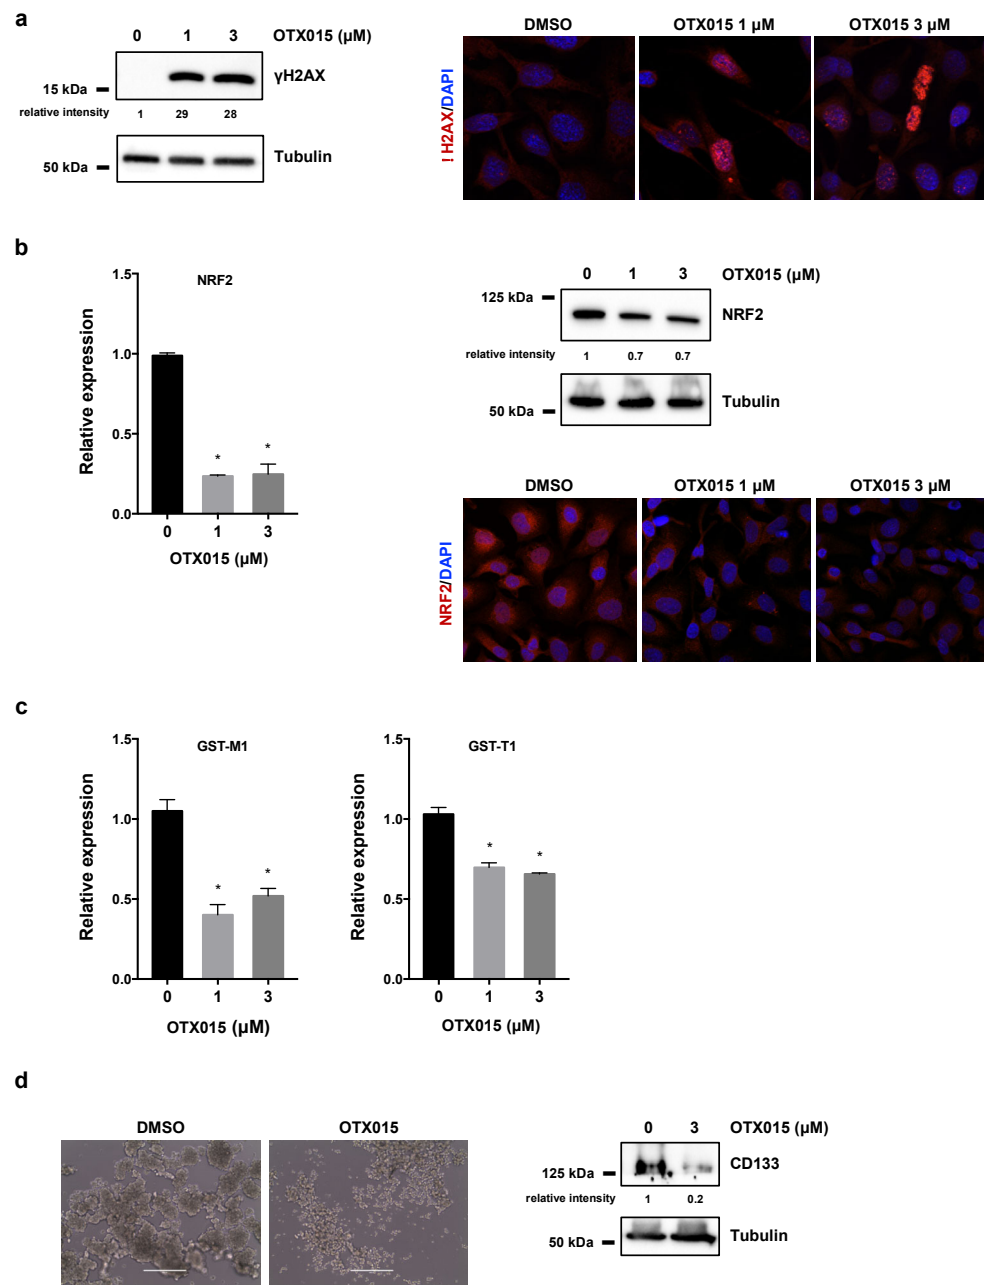 a
0 1 3 OTX015 (μM)
γH2AX
15 kDa
relative intensity 1 29 28
Tubulin
50 kDa
DMSO OTX015 1 μM OTX015 3 μM
! H2AX/DAPI
b
NRF2
Relative expression
1.5
1.0
0.5
0.0
* *
0 1 3
OTX015 (μM)
0 1 3 OTX015 (μM)
125 kDa
NRF2
relative intensity 1 0.7 0.7
Tubulin
50 kDa
DMSO OTX015 1 μM OTX015 3 μM
NRF2/DAPI
c
GST-M1
Relative expression
1.5
1.0
0.5
0.0
* *
0 1 3
OTX015 (μM)
GST-T1
Relative expression
1.5
1.0
0.5
0.0
* *
0 1 3
OTX015 (μM)
d
DMSO OTX015
0 3 OTX015 (μM)
CD133
125 kDa
relative intensity 1 0.2
Tubulin
50 kDa